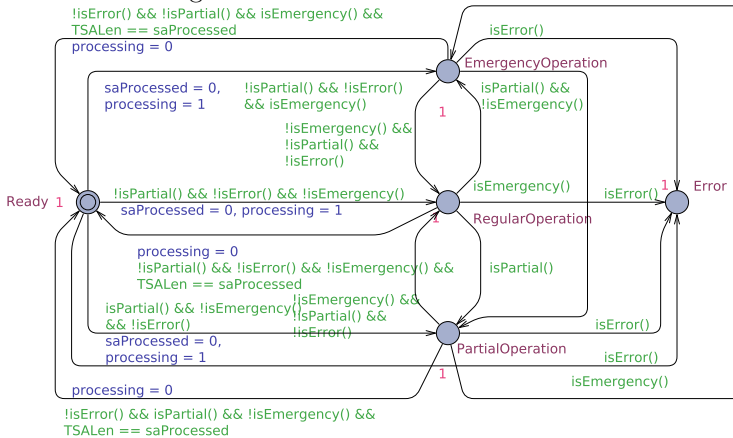 !isError() && !isPartial() && isEmergency() &&
TSALen == saProcessed
processing = 0
isError()
EmergencyOperation
saProcessed = 0,
processing = 1
!isPartial() && !isError()
&& isEmergency()
isPartial() &&
!isEmergency()
1
!isEmergency() &&
!isPartial() &&
!isError()
Ready
1
!isPartial() && !isError() && !isEmergency()
saProcessed = 0, processing = 1
isEmergency()
isError()
1
Error
1
RegularOperation
processing = 0
!isPartial() && !isError() && !isEmergency() &&
TSALen == saProcessed
isPartial()
isPartial() && !isEmergency()
&& !isError()
!isEmergency() &&
!isPartial() &&
!isError()
saProcessed = 0,
processing = 1
isError()
PartialOperation
isError()
1
isEmergency()
processing = 0
!isError() && isPartial() && !isEmergency() &&
TSALen == saProcessed